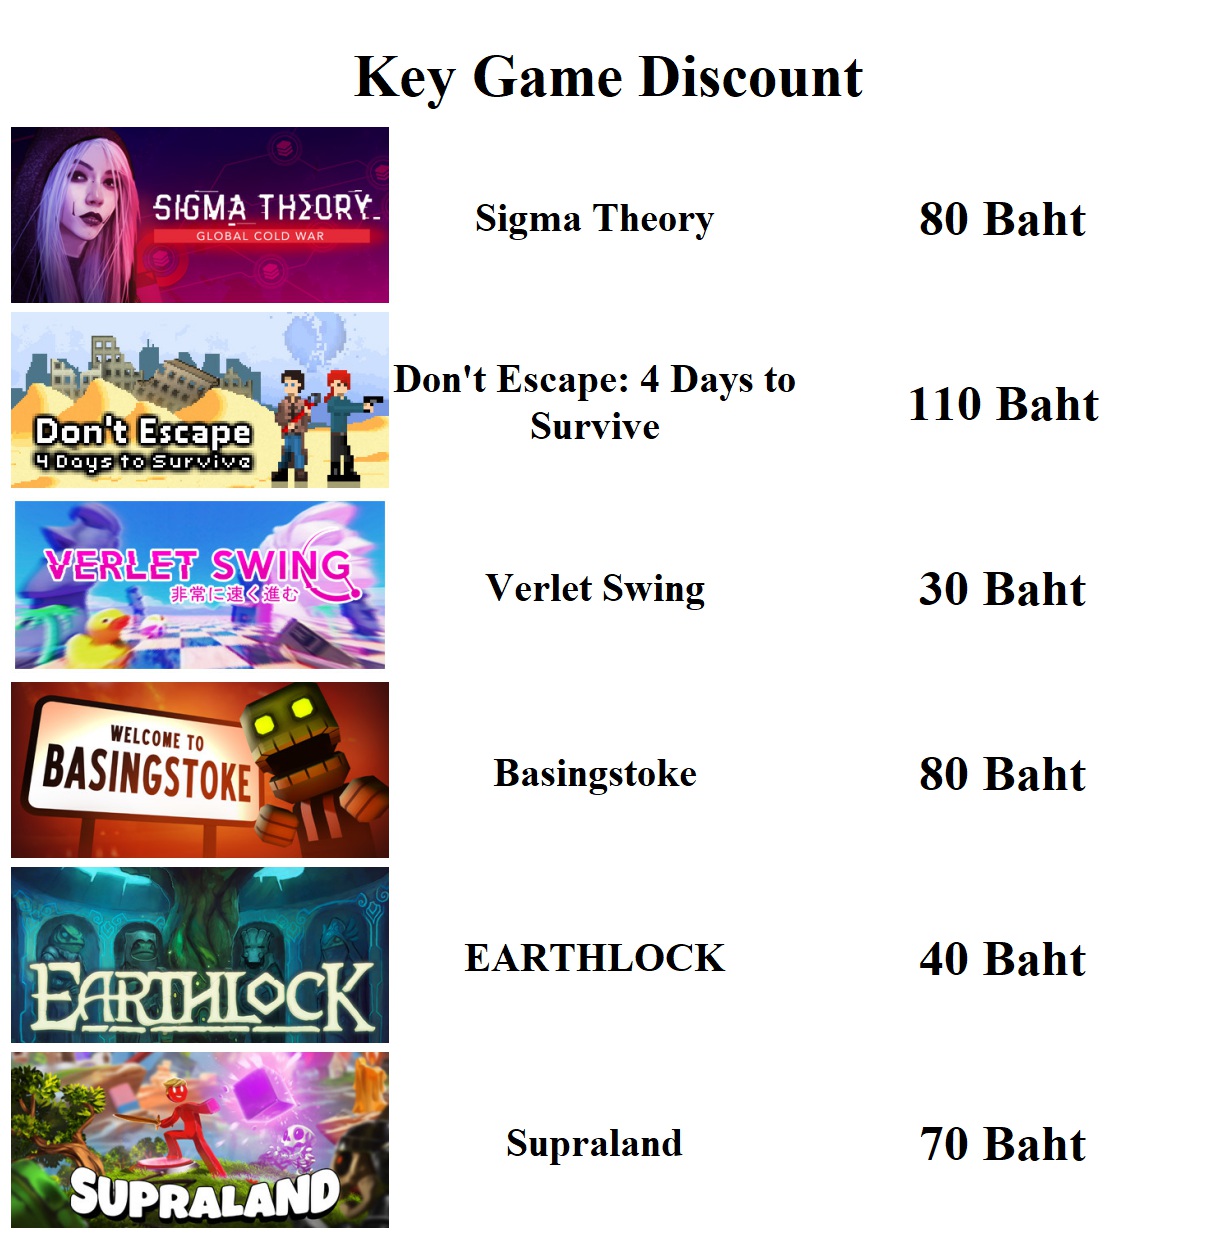 Key Game Discount
SIGMA THΣORY_
GLOBAL COLD WAR
Sigma Theory
80 Baht
Don't Escape
4 Days to Survive
Don't Escape: 4 Days to
Survive
110 Baht
VERLET SWING
非常に速く進む
Verlet Swing
30 Baht
WELCOME TO
BASINGSTOKE
Basingstoke
80 Baht
EARTHLOCK
EARTHLOCK
40 Baht
SUPRALAND
Supraland
70 Baht